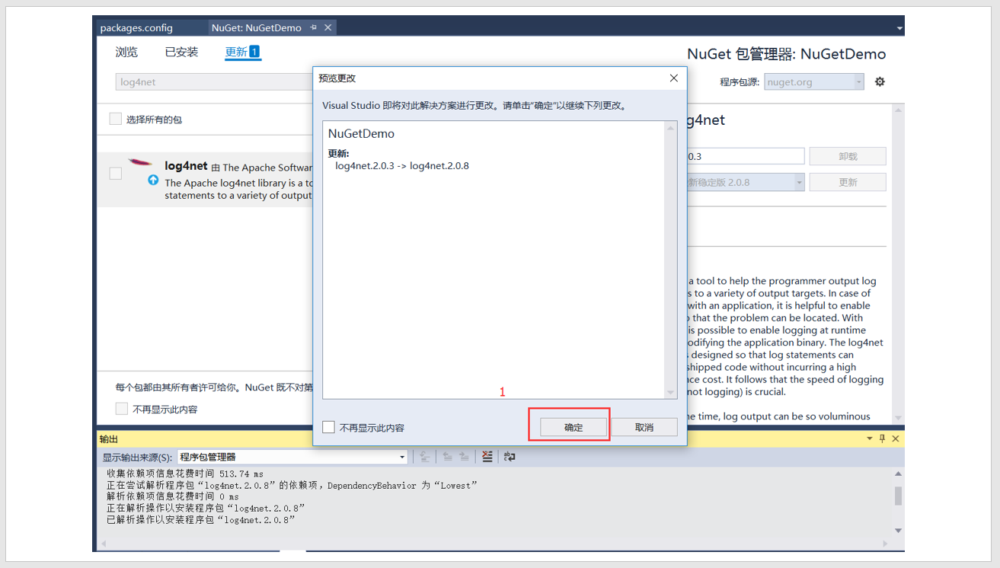 packages.config
NuGet: NuGetDemo
浏览
已安装
更新 1
NuGet 包管理器: NuGetDemo
log4net
程序包源:
nuget.org
选择所有的包
log4net 由 The Apache Softwar
The Apache log4net library is a to
statements to a variety of output
每个包都由其所有者许可给你。NuGet 既不对第
不再显示此内容
预览更改
Visual Studio 即将对此解决方案进行更改。请单击“确定”以继续下列更改。
NuGetDemo
更新:
log4net.2.0.3 -> log4net.2.0.8
1
不再显示此内容
确定
取消
g4net
0.3
卸载
新稳定版 2.0.8
更新
a tool to help the programmer output log
s to a variety of output targets. In case of
with an application, it is helpful to enable
o that the problem can be located. With
is possible to enable logging at runtime
odifying the application binary. The log4net
s designed so that log statements can
shipped code without incurring a high
nce cost. It follows that the speed of logging
not logging) is crucial.
ne time, log output can be so voluminous
输出
显示输出来源(S):
程序包管理器
收集依赖项信息花费时间 513.74 ms
正在尝试解析程序包“log4net.2.0.8”的依赖项，DependencyBehavior 为“Lowest”
解析依赖项信息花费时间 0 ms
正在解析操作以安装程序包“log4net.2.0.8”
已解析操作以安装程序包“log4net.2.0.8”